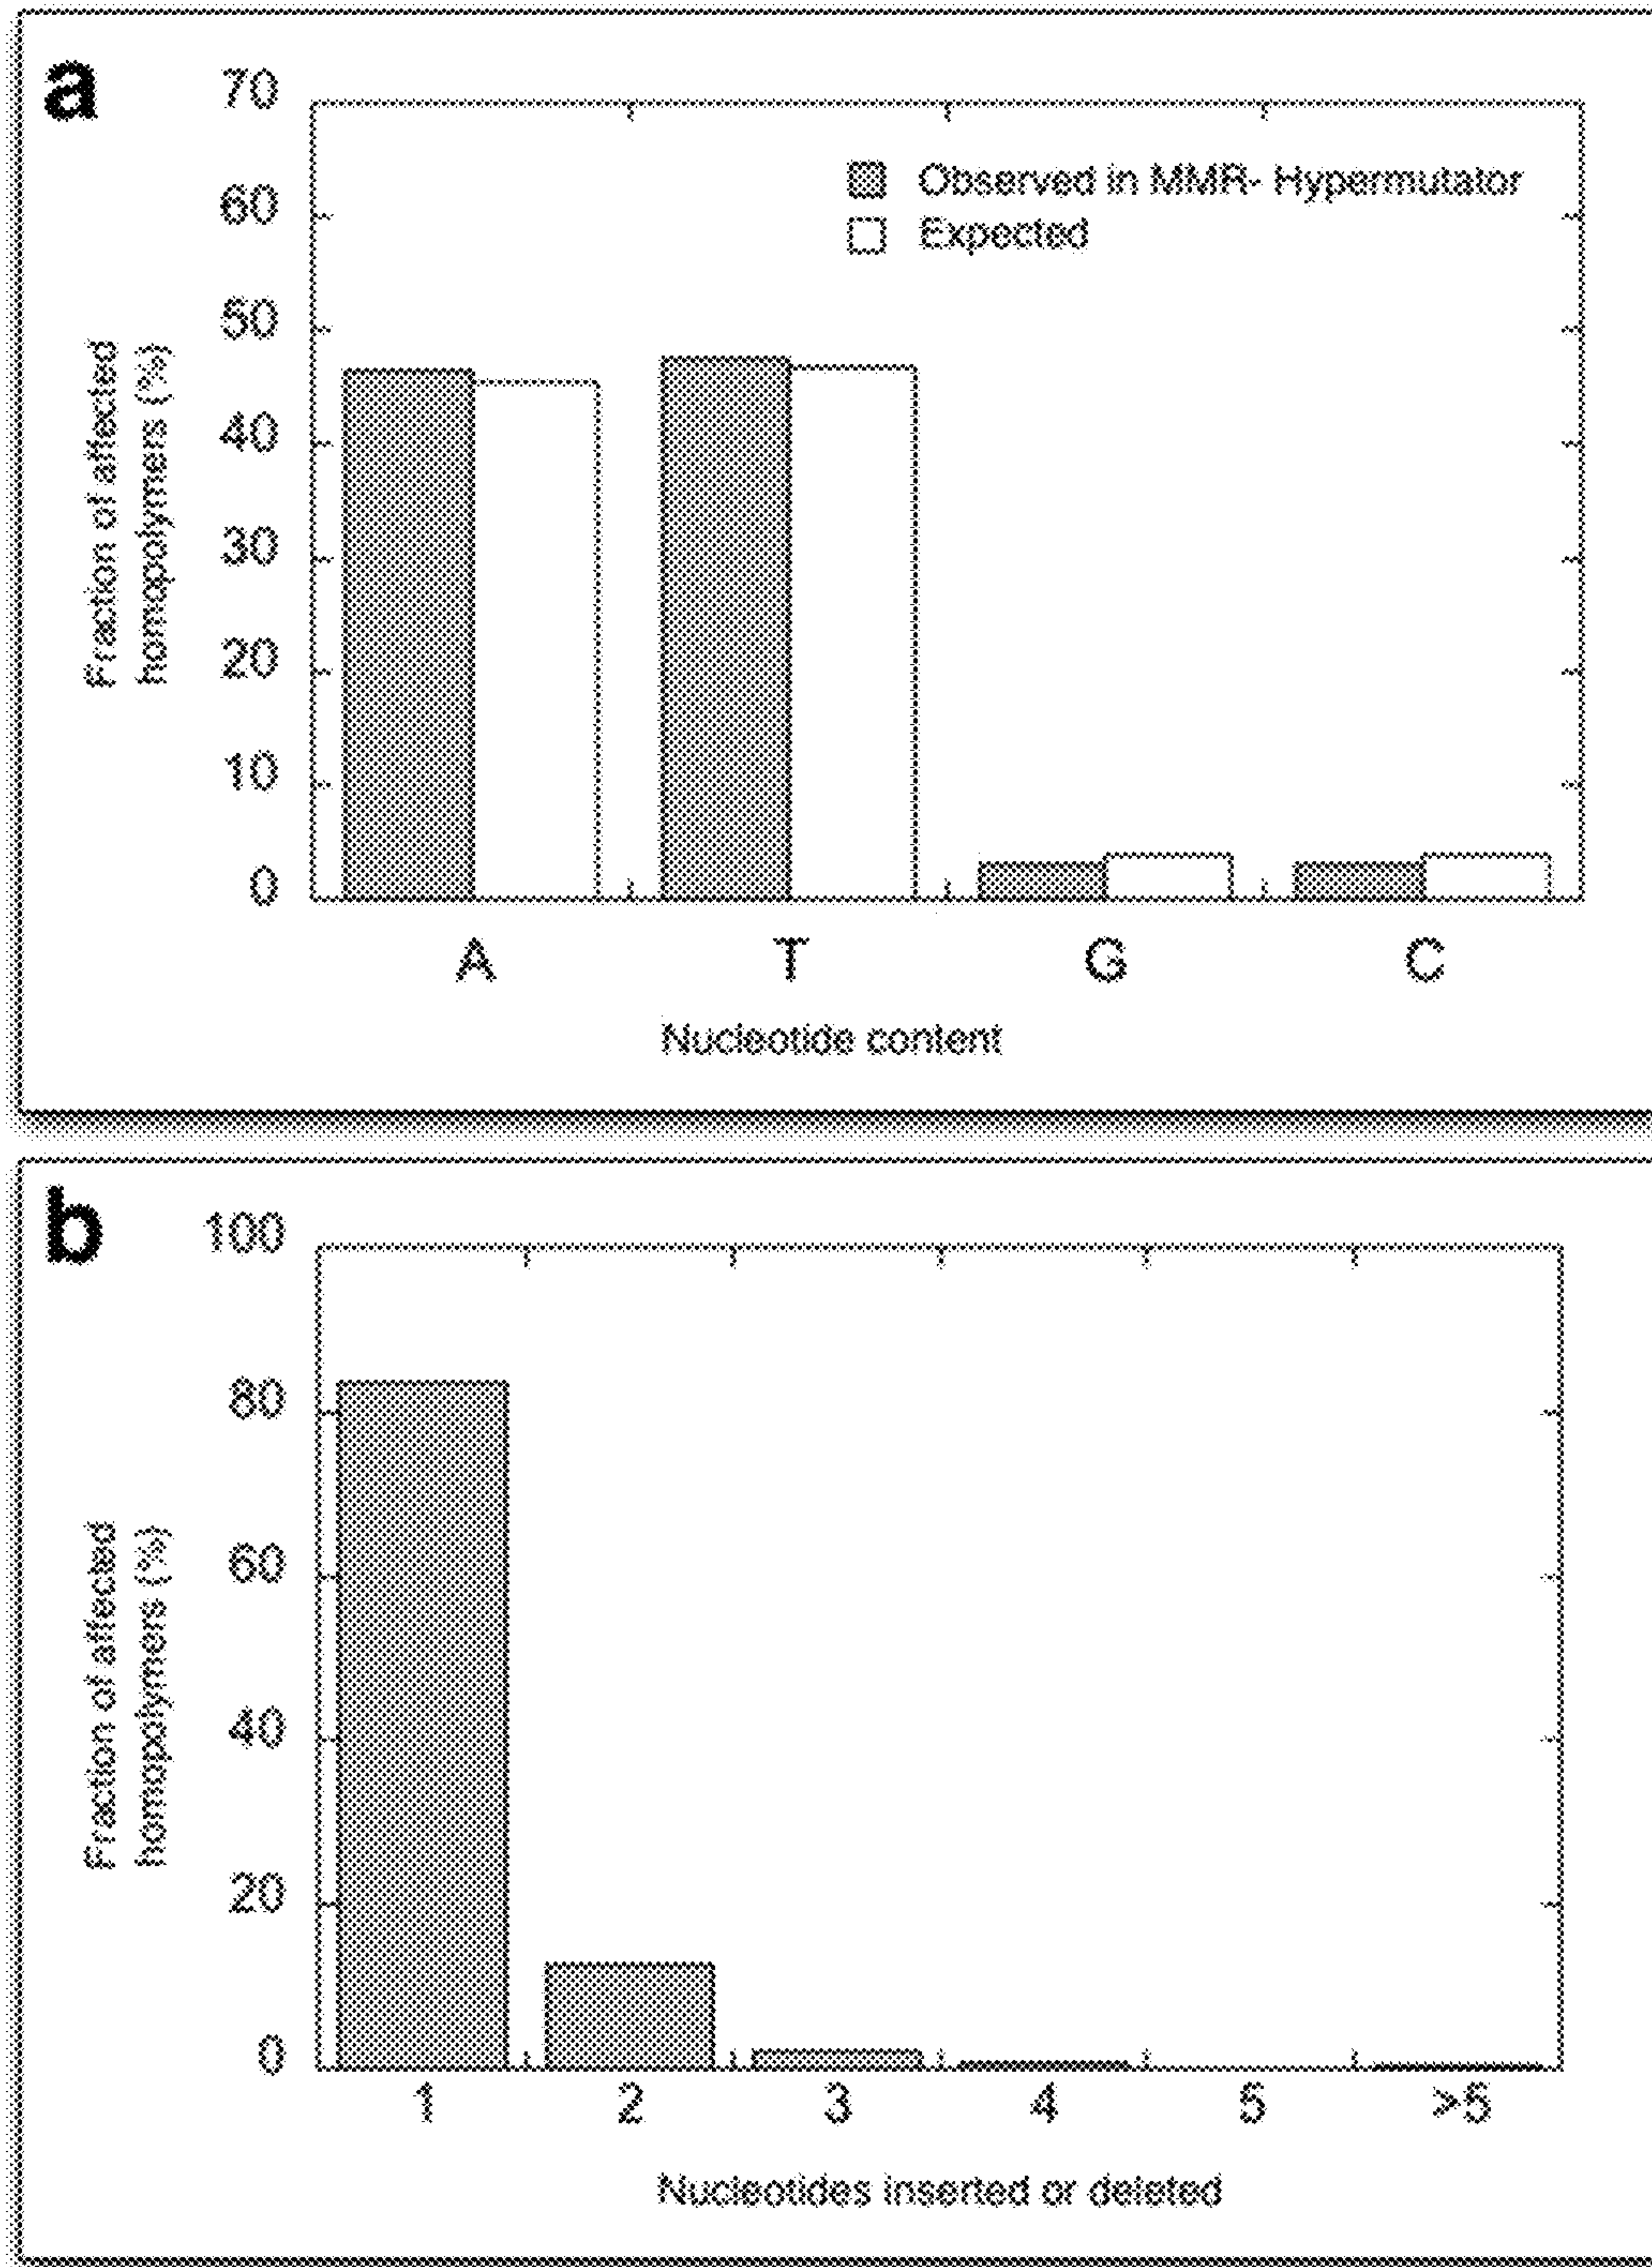 a
70
60
50
40
30
20
10
0
Fraction of affected
homopolymers (%)
Observed in MMR- Hypermutator
Expected
A T G C
Nucleotide content
b
100
80
60
40
20
0
Fraction of affected
homopolymers (%)
1 2 3 4 5 >5
Nucleotides inserted or deleted